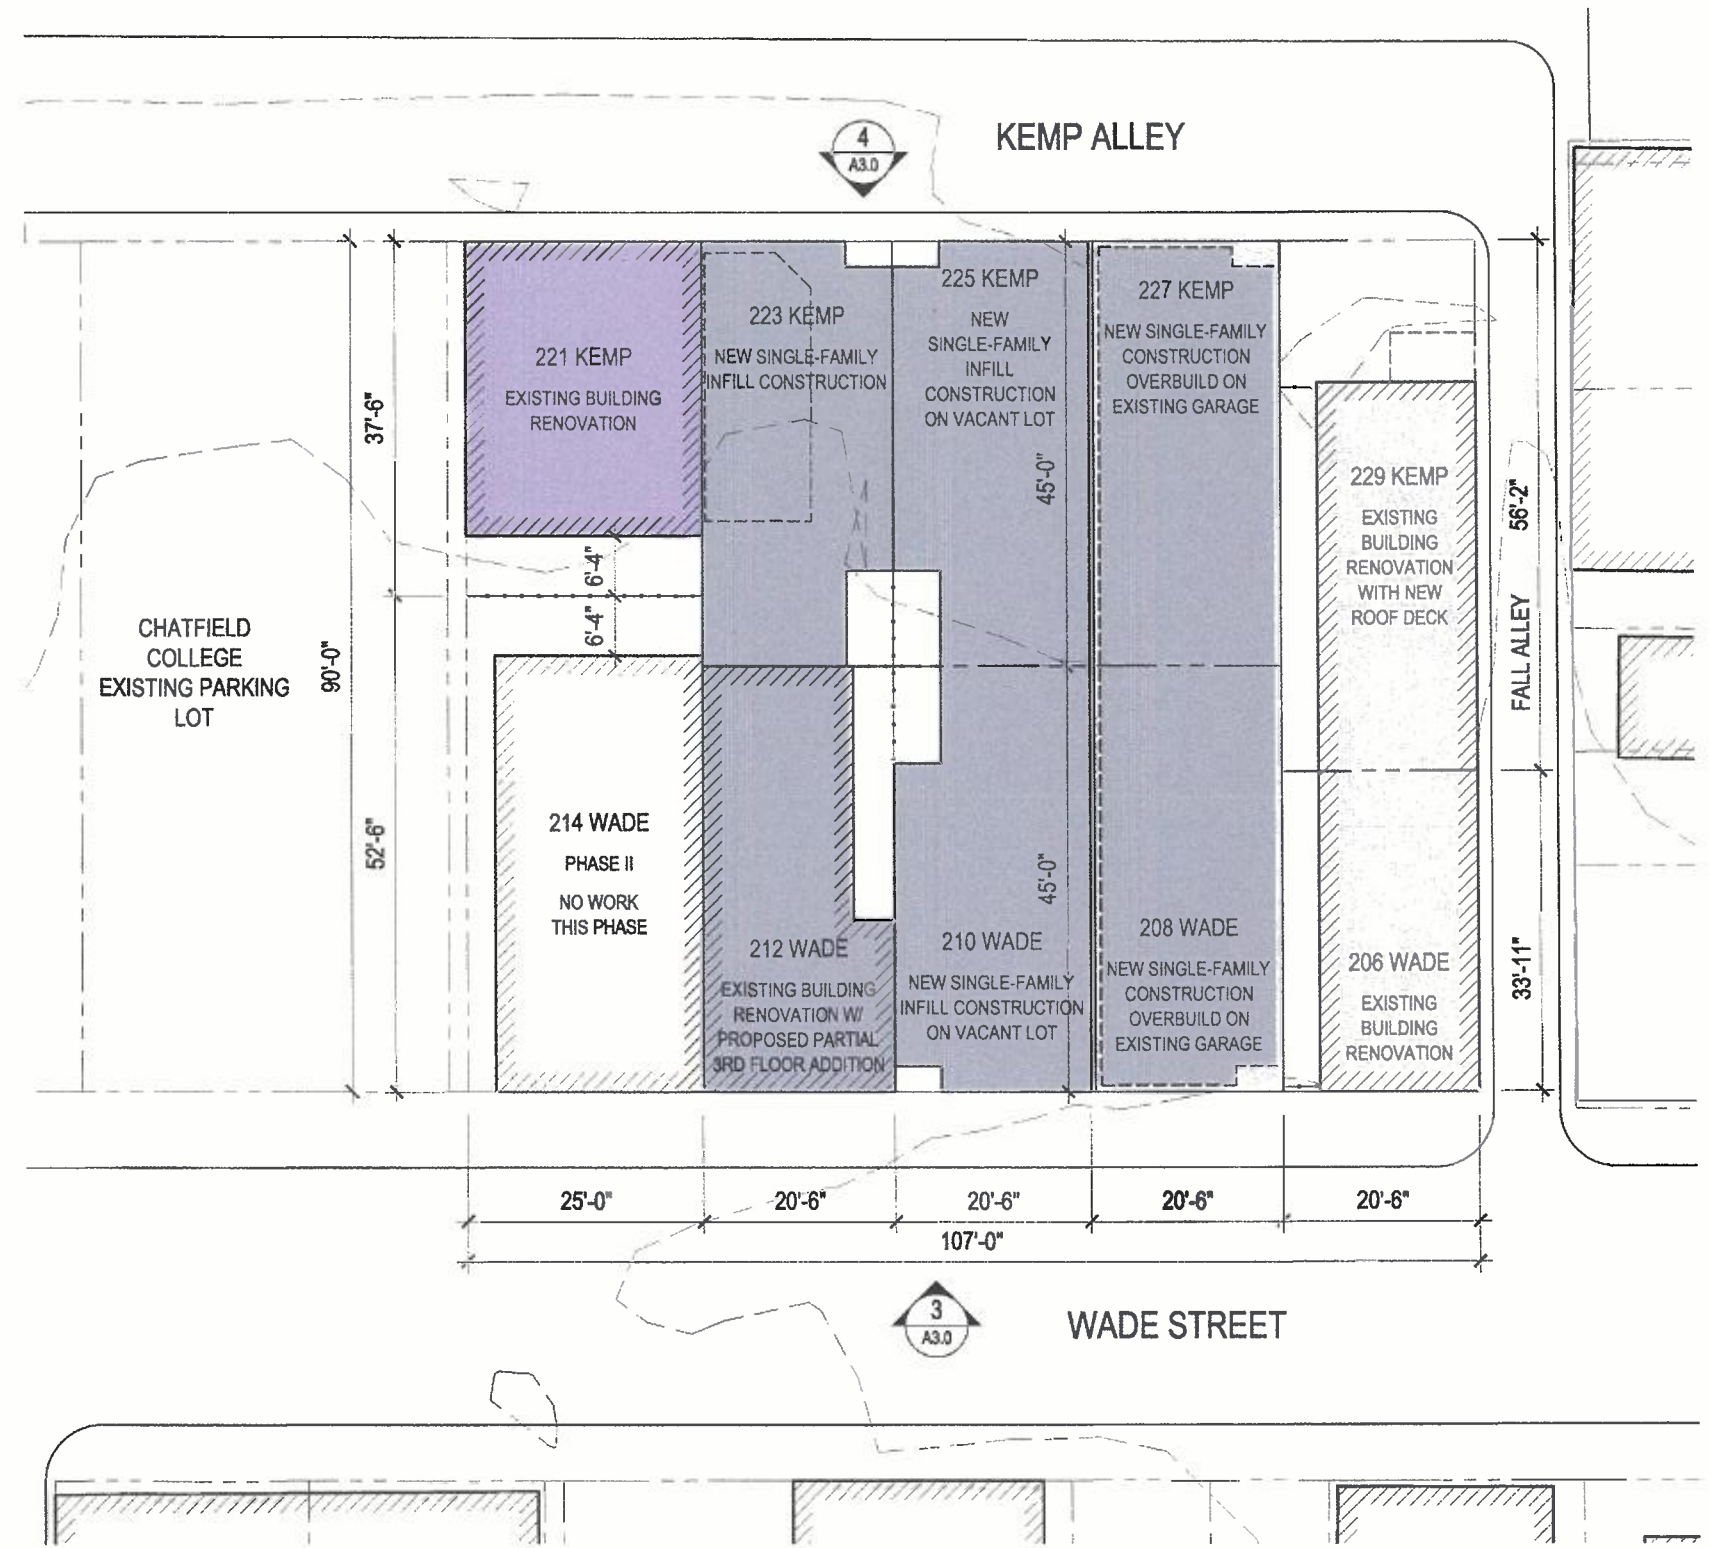 4
A3.0
KEMP ALLEY
221 KEMP
EXISTING BUILDING
RENOVATION
223 KEMP
NEW SINGLE-FAMILY
INFILL CONSTRUCTION
225 KEMP
NEW
SINGLE-FAMILY
INFILL
CONSTRUCTION
ON VACANT LOT
227 KEMP
NEW SINGLE-FAMILY
CONSTRUCTION
OVERBUILD ON
EXISTING GARAGE
229 KEMP
EXISTING
BUILDING
RENOVATION
WITH NEW
ROOF DECK
37'-6"
90'-0"
52'-6"
6'-4"
6'-4"
45'-0"
45'-0"
56'-2"
FALL ALLEY
33'-11"
CHATFIELD
COLLEGE
EXISTING PARKING
LOT
214 WADE
PHASE II
NO WORK
THIS PHASE
212 WADE
EXISTING BUILDING
RENOVATION W/
PROPOSED PARTIAL
3RD FLOOR ADDITION
210 WADE
NEW SINGLE-FAMILY
INFILL CONSTRUCTION
ON VACANT LOT
208 WADE
NEW SINGLE-FAMILY
CONSTRUCTION
OVERBUILD ON
EXISTING GARAGE
206 WADE
EXISTING
BUILDING
RENOVATION
25'-0"
20'-6"
20'-6"
20'-6"
20'-6"
107'-0"
3
A3.0
WADE STREET